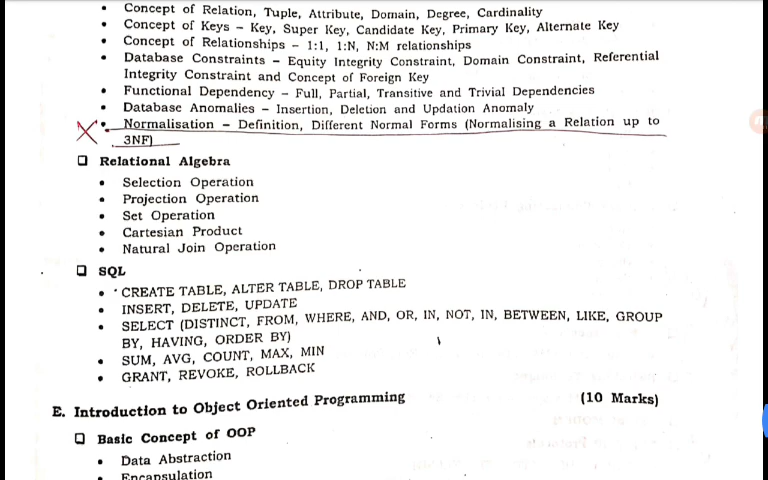 • Concept of Relation, Tuple, Attribute, Domain, Degree, Cardinality
• Concept of Keys – Key, Super Key, Candidate Key, Primary Key, Alternate Key
• Concept of Relationships – 1:1, 1:N, N:M relationships
• Database Constraints – Equity Integrity Constraint, Domain Constraint, Referential
Integrity Constraint and Concept of Foreign Key
• Functional Dependency – Full, Partial, Transitive and Trivial Dependencies
• Database Anomalies – Insertion, Deletion and Updation Anomaly
• Normalisation – Definition, Different Normal Forms (Normalising a Relation up to
3NF)
❑ Relational Algebra
• Selection Operation
• Projection Operation
• Set Operation
• Cartesian Product
• Natural Join Operation
❑ SQL
• CREATE TABLE, ALTER TABLE, DROP TABLE
• INSERT, DELETE, UPDATE
• SELECT (DISTINCT, FROM, WHERE, AND, OR, IN, NOT, IN, BETWEEN, LIKE, GROUP
BY, HAVING, ORDER BY)
• SUM, AVG, COUNT, MAX, MIN
• GRANT, REVOKE, ROLLBACK
E. Introduction to Object Oriented Programming (10 Marks)
❑ Basic Concept of OOP
• Data Abstraction
• Encapsulation